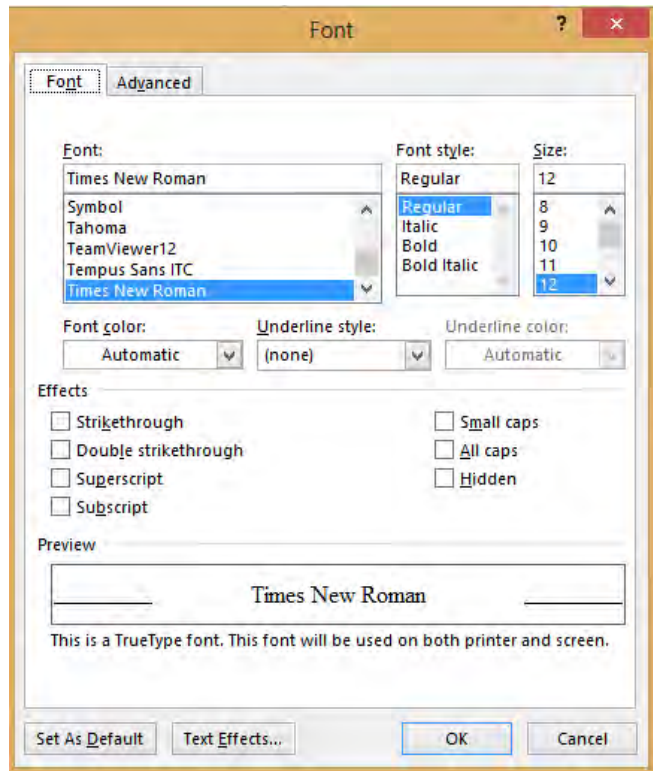 Font ?
Font Advanced
Font: Font style: Size:
Times New Roman Regular 12
Symbol Regular 8
Tahoma Italic 9
TeamViewer12 Bold 10
Tempus Sans ITC Bold Italic 11
Times New Roman 12
Font color: Underline style: Underline color:
Automatic (none) Automatic
Effects
Strikethrough Small caps
Double strikethrough All caps
Superscript Hidden
Subscript
Preview
Times New Roman
This is a TrueType font. This font will be used on both printer and screen.
Set As Default Text Effects... OK Cancel